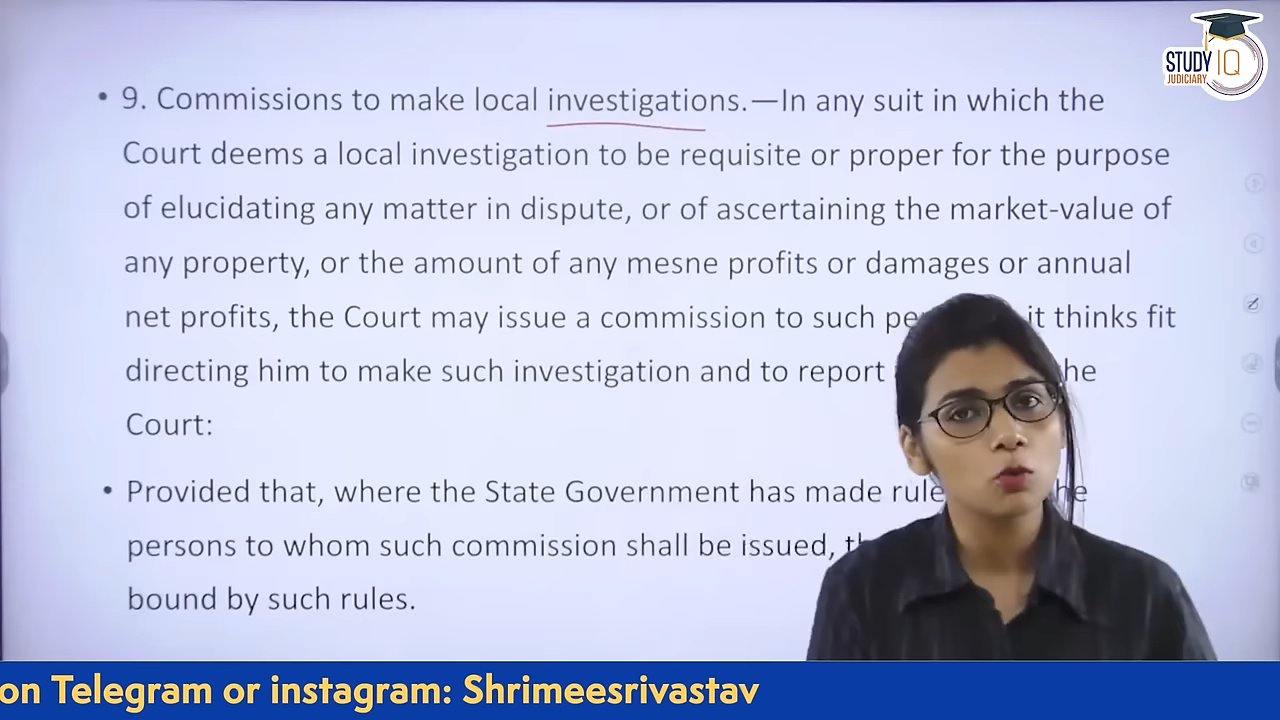 STUDY IQ
JUDICIARY
• 9. Commissions to make local investigations.—In any suit in which the
Court deems a local investigation to be requisite or proper for the purpose
of elucidating any matter in dispute, or of ascertaining the market-value of
any property, or the amount of any mesne profits or damages or annual
net profits, the Court may issue a commission to such it thinks fit
directing him to make such investigation and to report
Court:
• Provided that, where the State Government has made
persons to whom such commission shall be issued,
bound by such rules.
on Telegram or instagram: Shrimeesrivastav